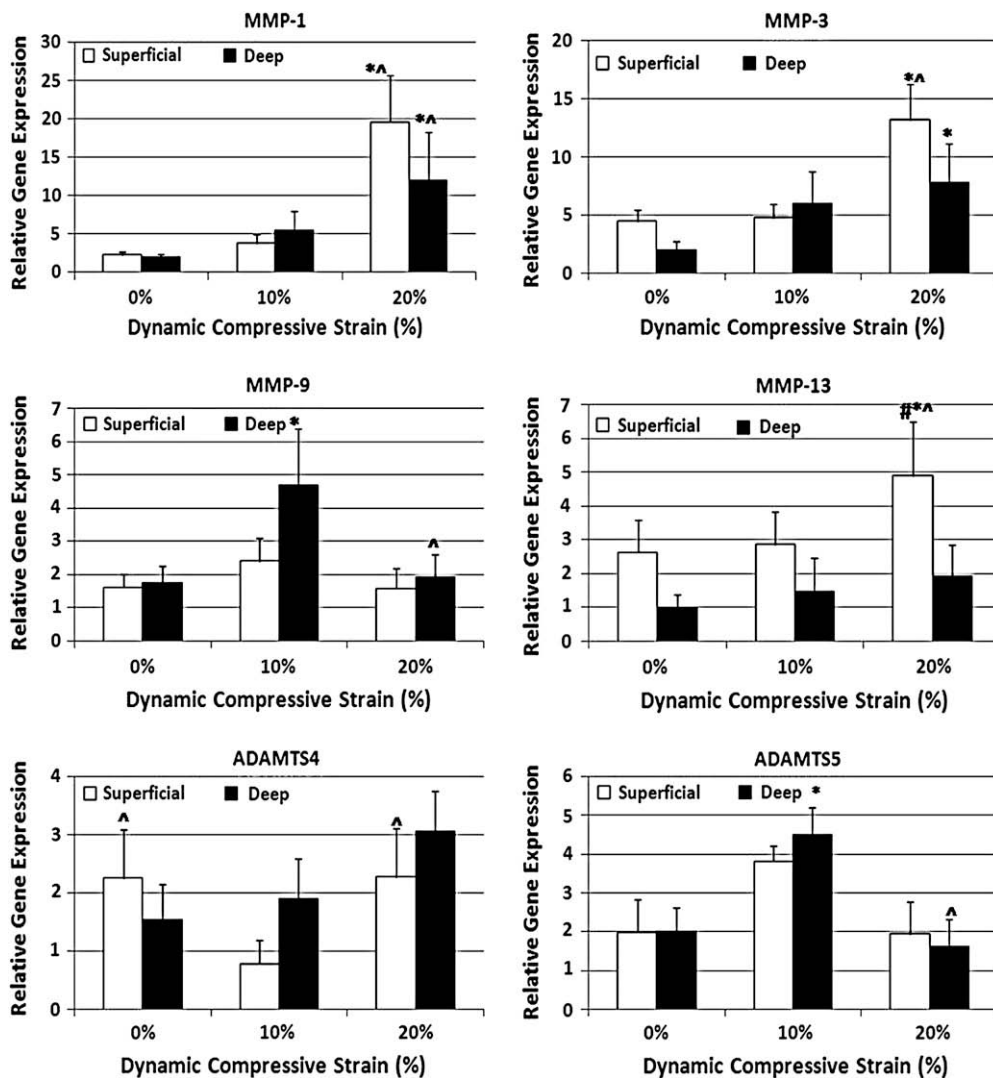 MMP-1
Relative Gene Expression
30
25
20
15
10
5
0
Superficial Deep
*^
*^
0% 10% 20%
Dynamic Compressive Strain (%)
MMP-3
Relative Gene Expression
20
15
10
5
0
Superficial Deep
*^
*
0% 10% 20%
Dynamic Compressive Strain (%)
MMP-9
Relative Gene Expression
7
6
5
4
3
2
1
0
Superficial Deep *
^
0% 10% 20%
Dynamic Compressive Strain (%)
MMP-13
Relative Gene Expression
7
6
5
4
3
2
1
0
Superficial Deep
#*^
0% 10% 20%
Dynamic Compressive Strain (%)
ADAMTS4
Relative Gene Expression
4
3
2
1
0
Superficial Deep
^ ^
0% 10% 20%
Dynamic Compressive Strain (%)
ADAMTS5
Relative Gene Expression
6
5
4
3
2
1
0
Superficial Deep *
^
0% 10% 20%
Dynamic Compressive Strain (%)